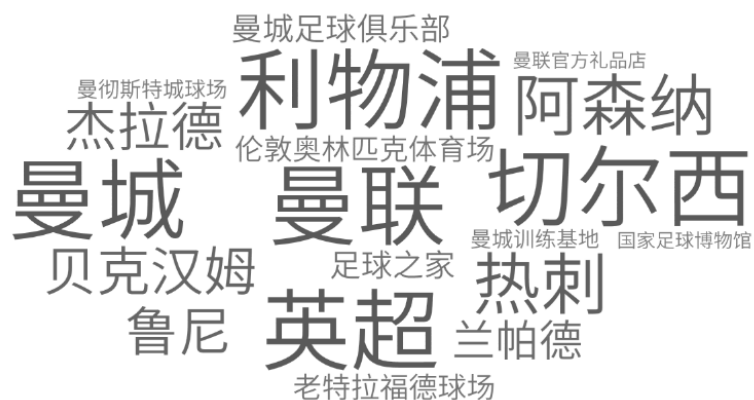 曼城足球俱乐部
利物浦
曼联官方礼品店
曼彻斯特城球场
杰拉德
阿森纳
伦敦奥林匹克体育场
曼城
曼联
切尔西
曼城训练基地
国家足球博物馆
贝克汉姆
足球之家
热刺
鲁尼
英超
兰帕德
老特拉福德球场